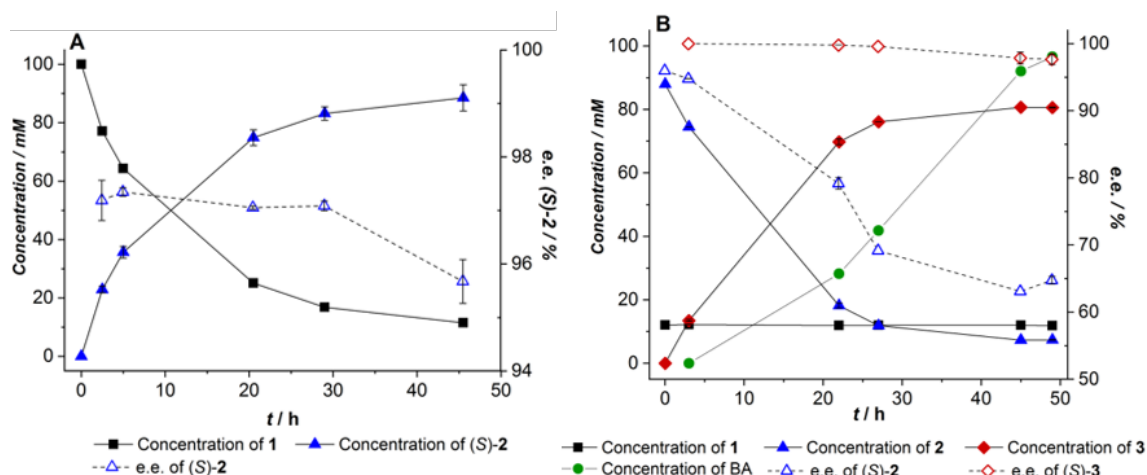 A
100
80
60
40
20
0
Concentration / mM
100
98
96
94
e.e. (S)-2 / %
0 10 20 30 40 50
t / h
Concentration of 1 Concentration of (S)-2
e.e. of (S)-2
B
100
80
60
40
20
0
Concentration / mM
100
90
80
70
60
50
e.e. / %
0 10 20 30 40 50
t / h
Concentration of 1 Concentration of 2 Concentration of 3
Concentration of BA e.e. of (S)-2 e.e. of (S)-3